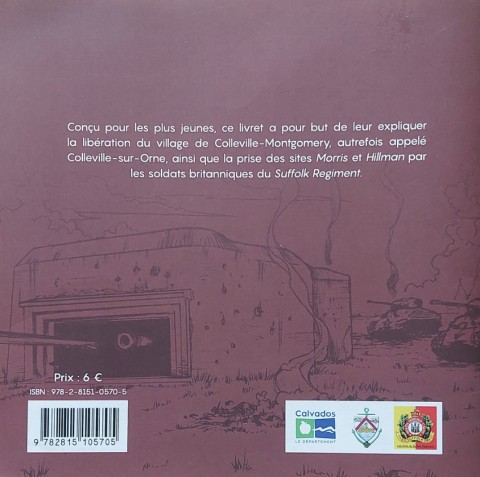 Conçu pour les plus jeunes, ce livret a pour but de leur expliquer
la libération du village de Colleville-Montgomery, autrefois appelé
Colleville-sur-Orne, ainsi que la prise des sites Morris et Hillman par
les soldats britanniques du Suffolk Regiment.
Prix : 6 €
ISBN : 978-2-8151-0570-5
9 782815 105705
Calvados
LE DÉPARTEMENT